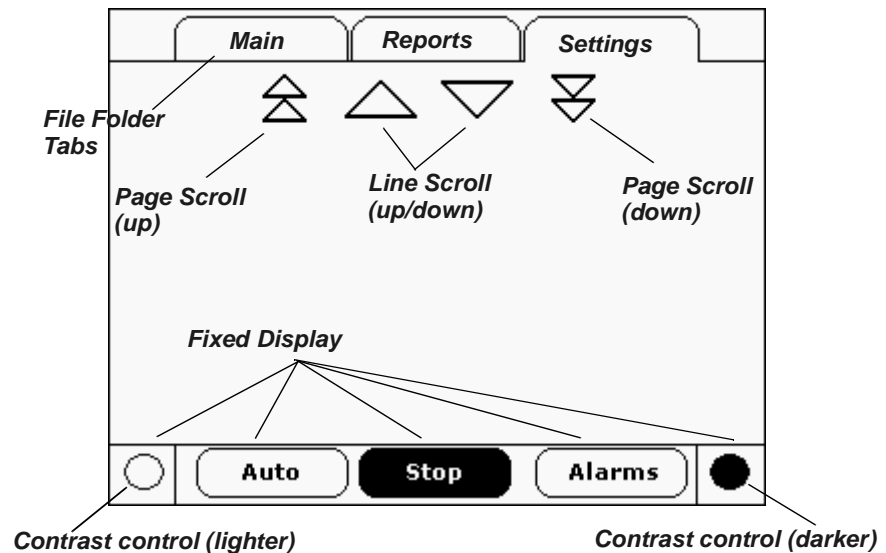 Main Reports Settings
File Folder
Tabs
Page Scroll
(up)
Line Scroll
(up/down)
Page Scroll
(down)
Fixed Display
Auto Stop Alarms
Contrast control (lighter)
Contrast control (darker)